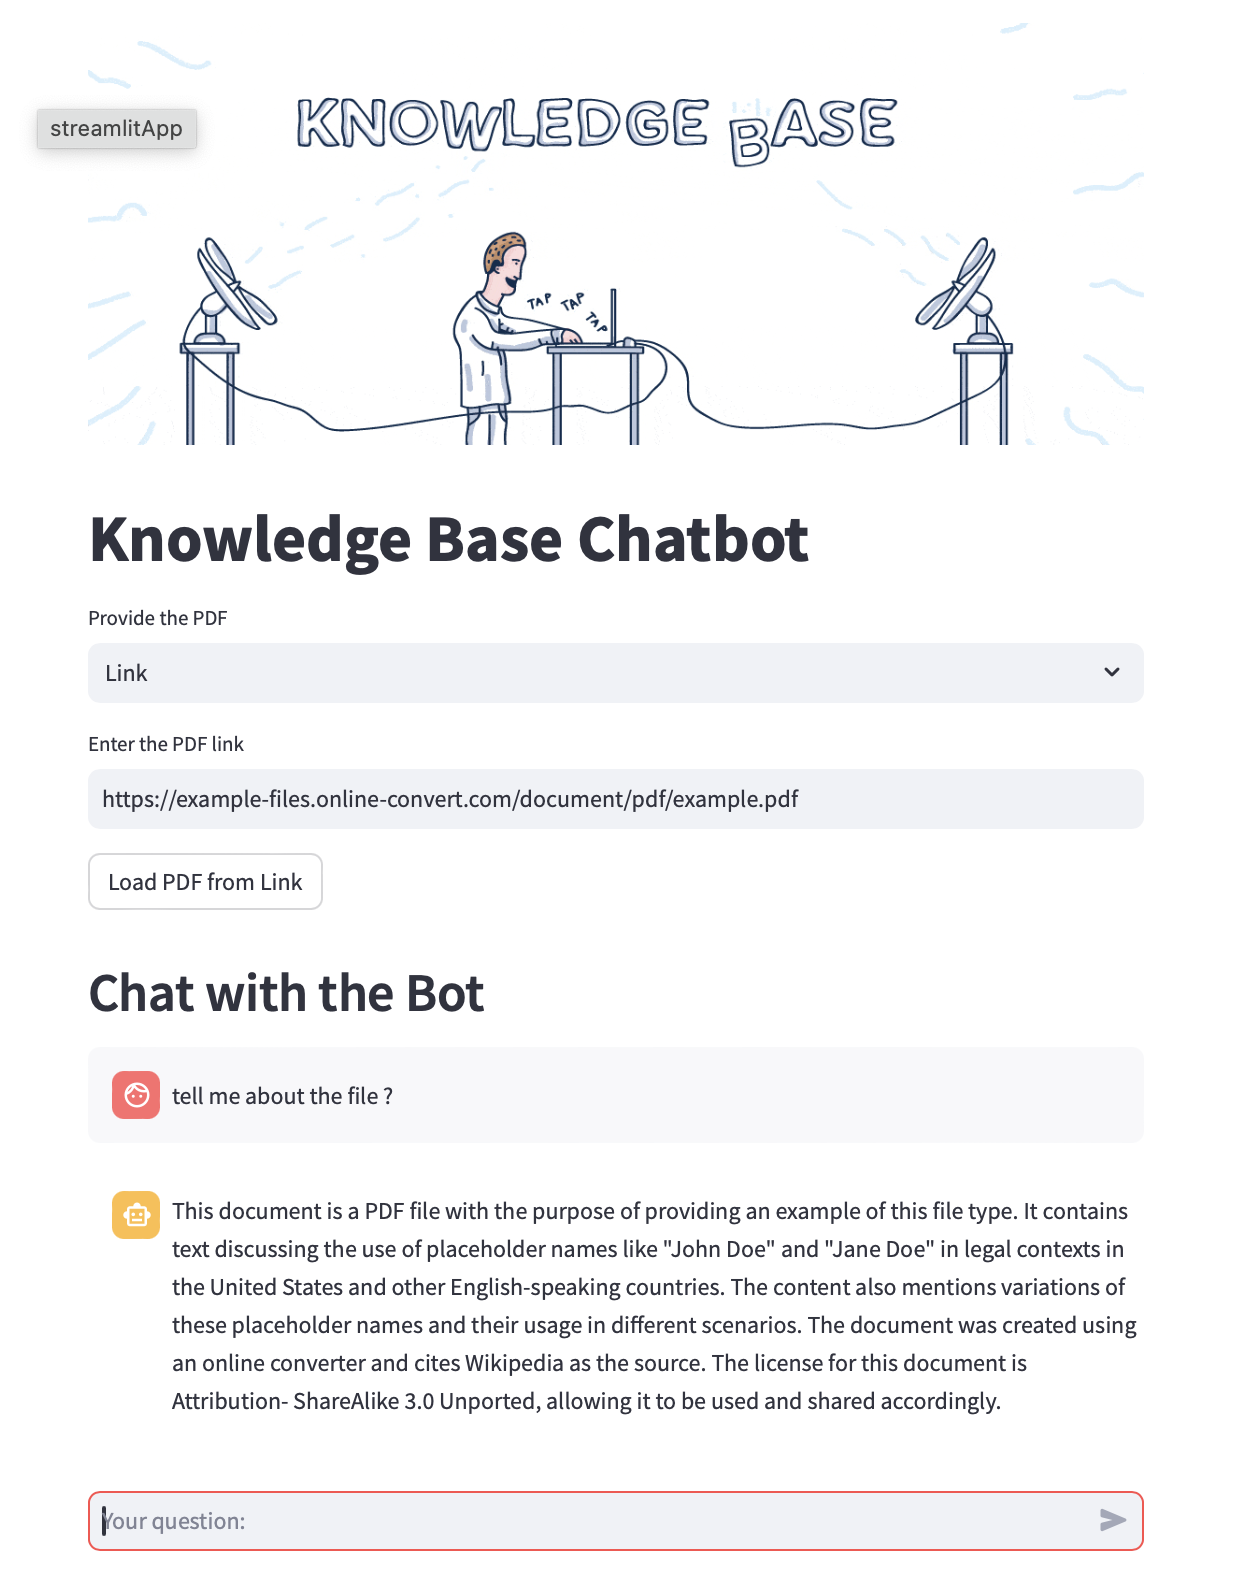 KNOWLEDGE BASE
streamlitApp
TAP TAP TAP
Knowledge Base Chatbot
Provide the PDF
Link
Enter the PDF link
https://example-files.online-convert.com/document/pdf/example.pdf
Load PDF from Link
Chat with the Bot
tell me about the file ?
This document is a PDF file with the purpose of providing an example of this file type. It contains
text discussing the use of placeholder names like "John Doe" and "Jane Doe" in legal contexts in
the United States and other English-speaking countries. The content also mentions variations of
these placeholder names and their usage in different scenarios. The document was created using
an online converter and cites Wikipedia as the source. The license for this document is
Attribution- ShareAlike 3.0 Unported, allowing it to be used and shared accordingly.
Your question: